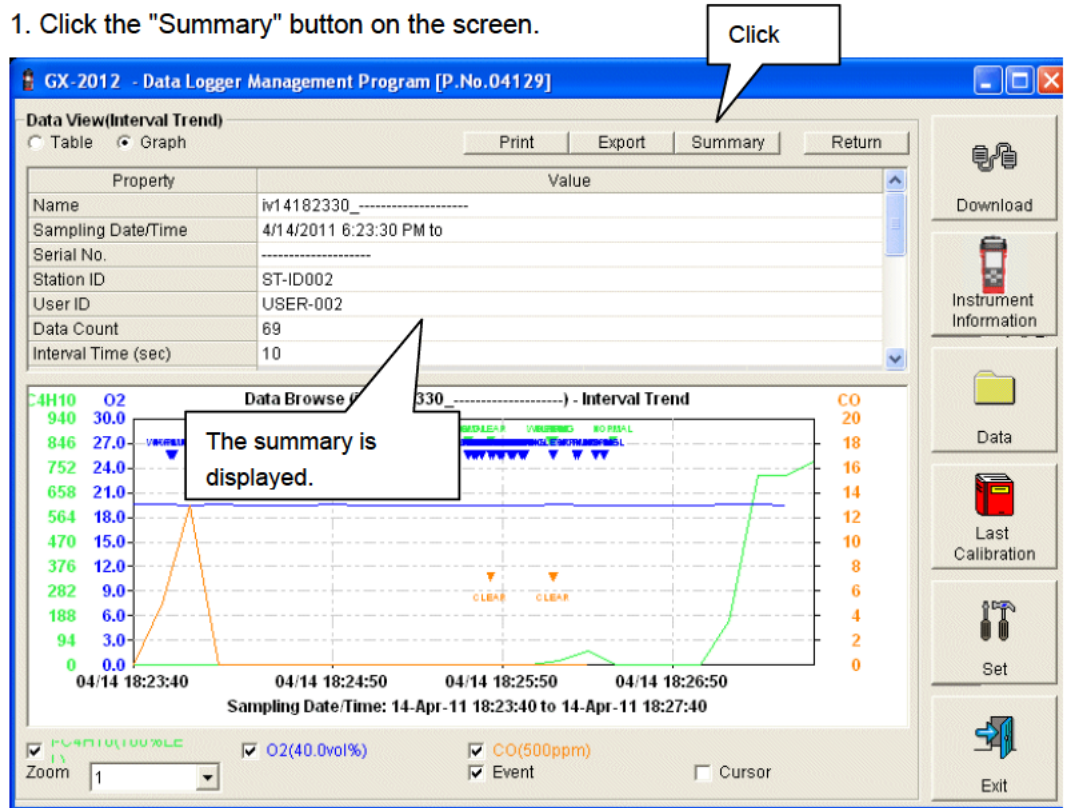 1. Click the "Summary" button on the screen.
Click
GX-2012 - Data Logger Management Program [P.No.04129]
Data View(Interval Trend)
Table Graph Print Export Summary Return
Property Value
Name iv14182330_--------------------
Sampling Date/Time 4/14/2011 6:23:30 PM to
Serial No. --------------------
Station ID ST-ID002
User ID USER-002
Data Count 69
Interval Time (sec) 10
The summary is
displayed.
C4H10 O2 Data Browse 330_--------------------) - Interval Trend CO
940 30.0 20
846 27.0 18
752 24.0 16
658 21.0 14
564 18.0 12
470 15.0 10
376 12.0 8
282 9.0 6
188 6.0 4
94 3.0 2
0 0.0 0
NORMAL
CLEAR CLEAR
04/14 18:23:40 04/14 18:24:50 04/14 18:25:50 04/14 18:26:50
Sampling Date/Time: 14-Apr-11 18:23:40 to 14-Apr-11 18:27:40
O2(40.0vol%) CO(500ppm)
Zoom 1 Event Cursor
Download
Instrument
Information
Data
Last
Calibration
Set
Exit